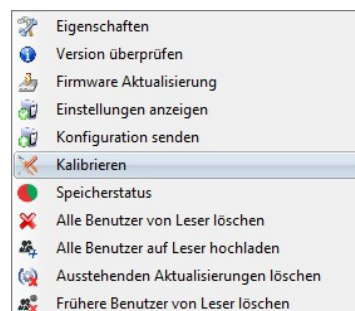 Eigenschaften
Version überprüfen
Firmware Aktualisierung
Einstellungen anzeigen
Konfiguration senden
Kalibrieren
Speicherstatus
Alle Benutzer von Leser löschen
Alle Benutzer auf Leser hochladen
Ausstehenden Aktualisierungen löschen
Frühere Benutzer von Leser löschen